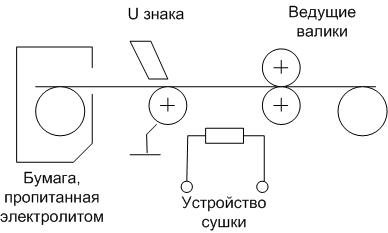 U знака
Ведущие
валики
Бумага,
пропитанная
электролитом
Устройство
сушки